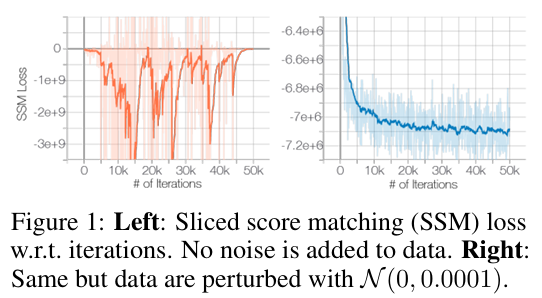 0
-1e+9
-2e+9
-3e+9
SSM Loss
0 10k 20k 30k 40k 50k
# of Iterations
-6.4e+6
-6.6e+6
-6.8e+6
-7e+6
-7.2e+6
0 10k 20k 30k 40k 50k
# of Iterations
Figure 1: Left: Sliced score matching (SSM) loss
w.r.t. iterations. No noise is added to data. Right:
Same but data are perturbed with 𝒩(0, 0.0001).